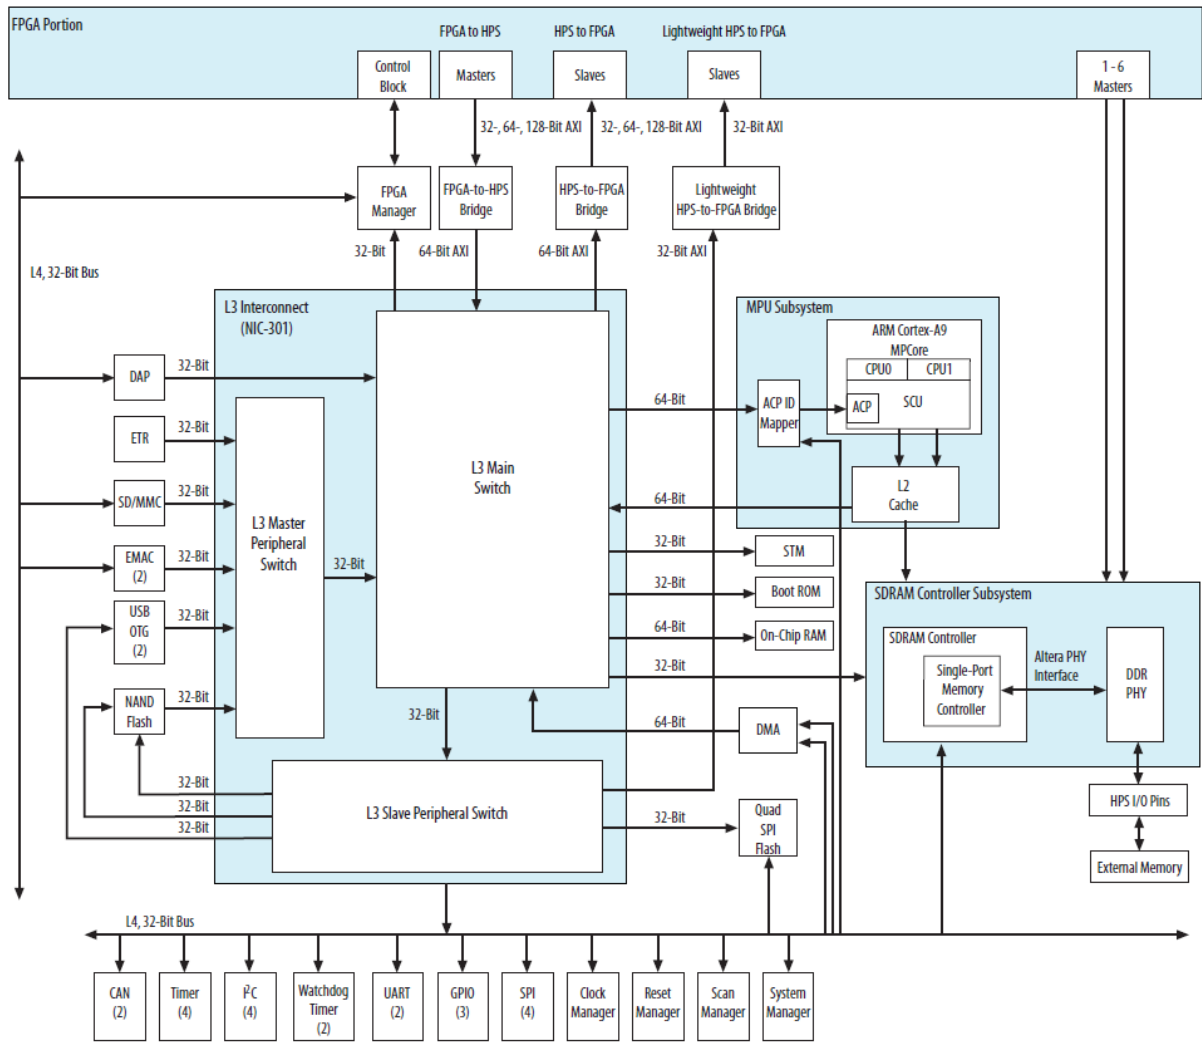 FPGA Portion
FPGA to HPS
HPS to FPGA
Lightweight HPS to FPGA
Control
Block
Masters
Slaves
Slaves
1 - 6
Masters
32-, 64-, 128-Bit AXI
32-, 64-, 128-Bit AXI
32-Bit AXI
FPGA
Manager
FPGA-to-HPS
Bridge
HPS-to-FPGA
Bridge
Lightweight
HPS-to-FPGA Bridge
32-Bit
64-Bit AXI
64-Bit AXI
32-Bit AXI
L4, 32-Bit Bus
L3 Interconnect
(NIC-301)
MPU Subsystem
ARM Cortex-A9
MPCore
CPU0
CPU1
ACP
SCU
ACP ID
Mapper
64-Bit
L2
Cache
64-Bit
DAP
32-Bit
ETR
32-Bit
SD/MMC
32-Bit
EMAC
(2)
32-Bit
USB
OTG
(2)
32-Bit
NAND
Flash
32-Bit
L3 Master
Peripheral
Switch
32-Bit
L3 Main
Switch
32-Bit
STM
32-Bit
Boot ROM
64-Bit
On-Chip RAM
32-Bit
SDRAM Controller Subsystem
SDRAM Controller
Single-Port
Memory
Controller
Altera PHY
Interface
DDR
PHY
32-Bit
64-Bit
DMA
32-Bit
32-Bit
32-Bit
L3 Slave Peripheral Switch
32-Bit
Quad
SPI
Flash
HPS I/O Pins
External Memory
L4, 32-Bit Bus
CAN
(2)
Timer
(4)
I²C
(4)
Watchdog
Timer
(2)
UART
(2)
GPIO
(3)
SPI
(4)
Clock
Manager
Reset
Manager
Scan
Manager
System
Manager